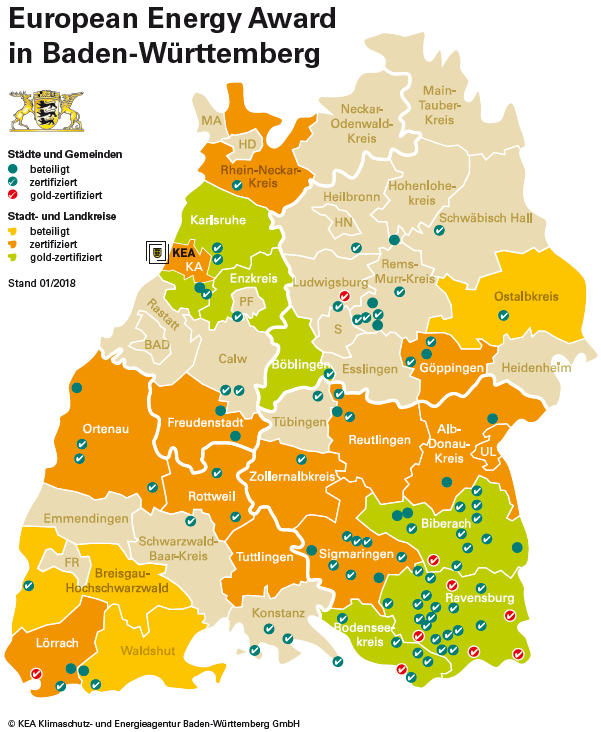 European Energy Award
in Baden-Württemberg
Städte und Gemeinden
beteiligt
zertifiziert
gold-zertifiziert
Stadt- und Landkreise
beteiligt
zertifiziert
gold-zertifiziert
Stand 01/2018
Main-
Tauber-
Kreis
Neckar-
Odenwald-
Kreis
MA
HD
Rhein-Neckar-
Kreis
Hohenlohe-
kreis
Heilbronn
HN
Schwäbisch Hall
Karlsruhe
KEA
KA
Enzkreis
PF
Ludwigsburg
Rems-
Murr-Kreis
Ostalbkreis
Rastatt
BAD
S
Calw
Böblingen
Esslingen
Göppingen
Heidenheim
Ortenau
Freudenstadt
Tübingen
Reutlingen
Alb-
Donau-
Kreis
UL
Zollernalbkreis
Rottweil
Emmendingen
Schwarzwald-
Baar-Kreis
Biberach
Tuttlingen
Sigmaringen
FR
Breisgau-
Hochschwarzwald
Ravensburg
Konstanz
Bodensee-
kreis
Lörrach
Waldshut
© KEA Klimaschutz- und Energieagentur Baden-Württemberg GmbH